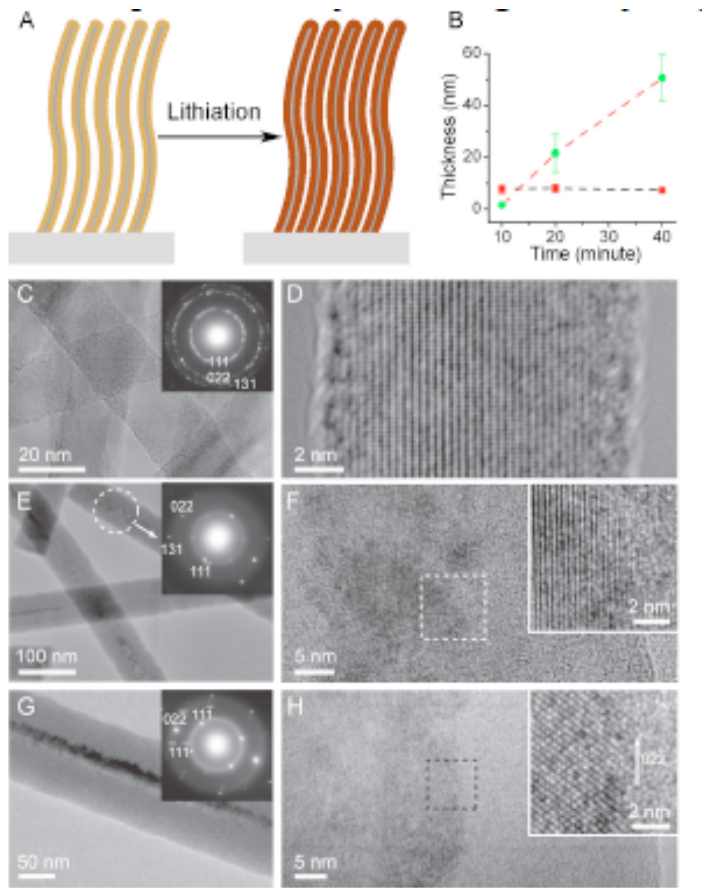 A
B
Lithiation
Thickness (nm)
60
40
20
0
10
20
30
40
Time (minute)
C
111
022
131
20 nm
D
2 nm
E
022
131
111
100 nm
F
2 nm
5 nm
G
022
111
111
50 nm
H
022
2 nm
5 nm